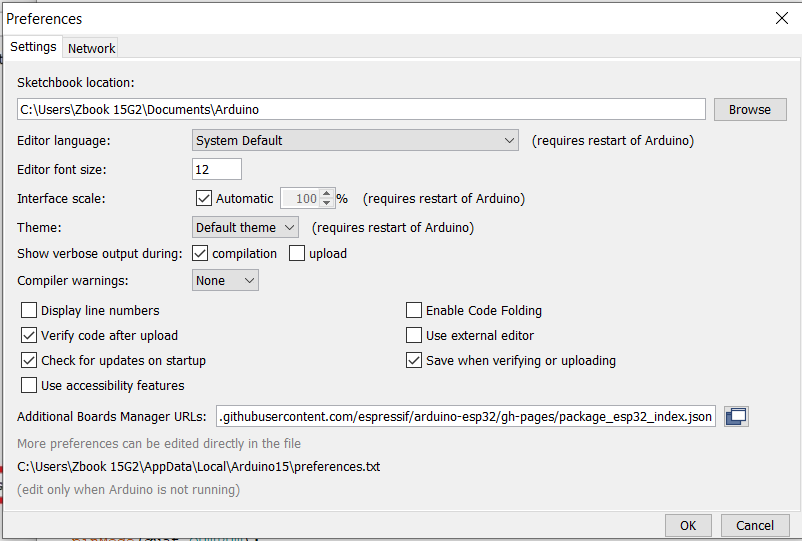 Preferences
Settings Network
Sketchbook location:
C:\Users\Zbook 15G2\Documents\Arduino Browse
Editor language: System Default (requires restart of Arduino)
Editor font size: 12
Interface scale: Automatic 100 % (requires restart of Arduino)
Theme: Default theme (requires restart of Arduino)
Show verbose output during: compilation upload
Compiler warnings: None
Display line numbers Enable Code Folding
Verify code after upload Use external editor
Check for updates on startup Save when verifying or uploading
Use accessibility features
Additional Boards Manager URLs: .githubusercontent.com/espressif/arduino-esp32/gh-pages/package_esp32_index.json
More preferences can be edited directly in the file
C:\Users\Zbook 15G2\AppData\Local\Arduino15\preferences.txt
(edit only when Arduino is not running)
OK Cancel